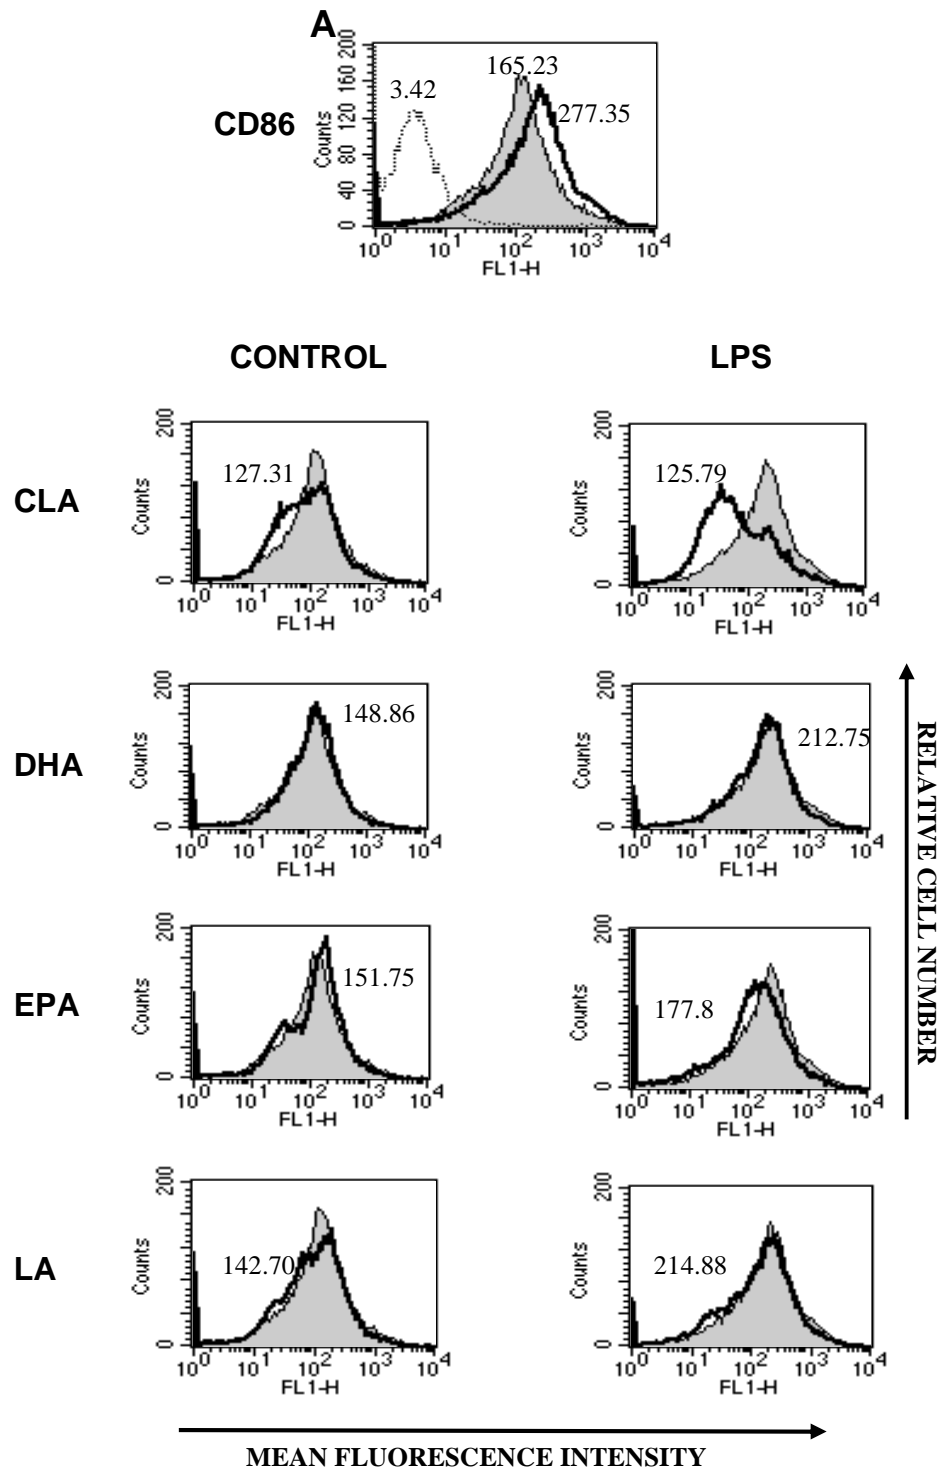 A
CD86
Counts
200
160
120
80
40
0
3.42
165.23
277.35
10^0 10^1 10^2 10^3 10^4
FL1-H
CONTROL LPS
CLA
Counts
200
0
127.31
10^0 10^1 10^2 10^3 10^4
FL1-H
Counts
200
0
125.79
10^0 10^1 10^2 10^3 10^4
FL1-H
DHA
Counts
200
0
148.86
10^0 10^1 10^2 10^3 10^4
FL1-H
Counts
200
0
212.75
10^0 10^1 10^2 10^3 10^4
FL1-H
EPA
Counts
200
0
151.75
10^0 10^1 10^2 10^3 10^4
FL1-H
Counts
200
0
177.8
10^0 10^1 10^2 10^3 10^4
FL1-H
LA
Counts
200
0
142.70
10^0 10^1 10^2 10^3 10^4
FL1-H
Counts
200
0
214.88
10^0 10^1 10^2 10^3 10^4
FL1-H
RELATIVE CELL NUMBER
MEAN FLUORESCENCE INTENSITY